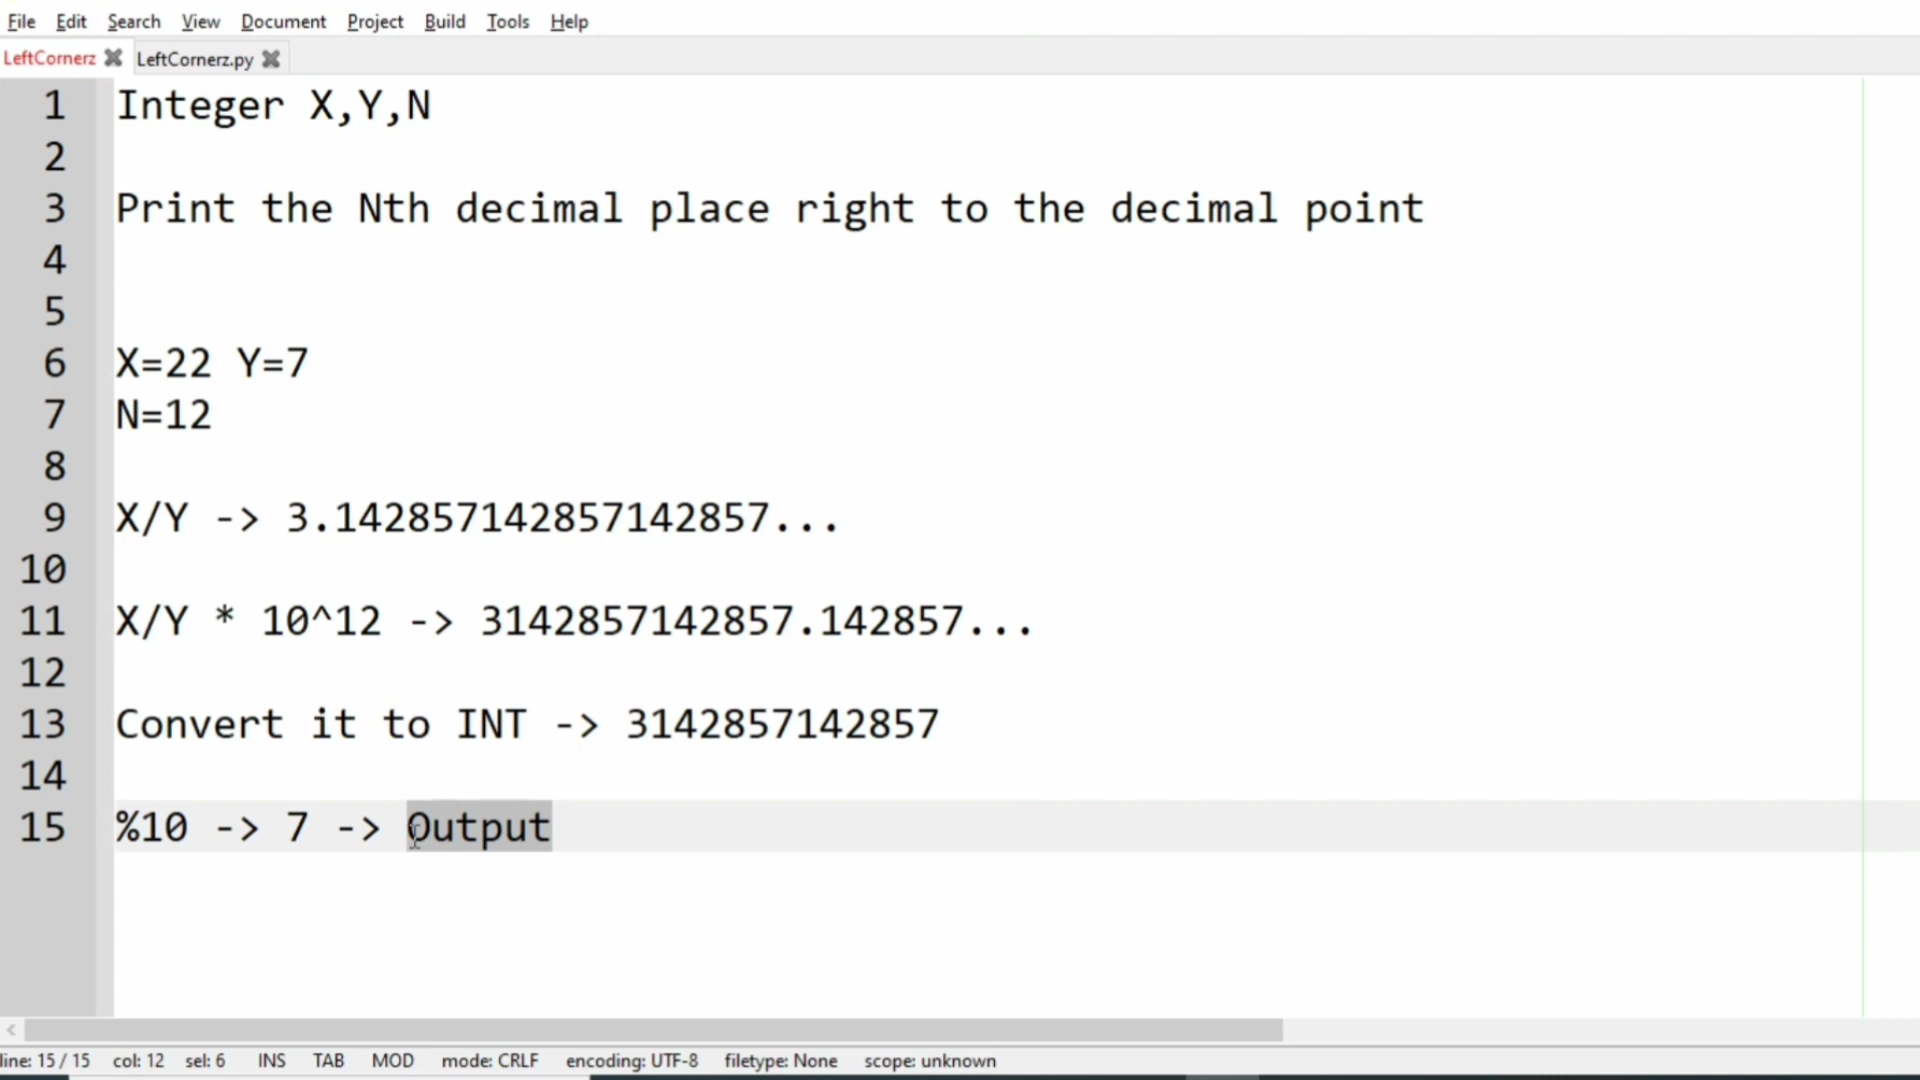 File Edit Search View Document Project Build Tools Help
LeftCornerz LeftCornerz.py
1 Integer X,Y,N
2
3 Print the Nth decimal place right to the decimal point
4
5
6 X=22 Y=7
7 N=12
8
9 X/Y -> 3.142857142857142857...
10
11 X/Y * 10^12 -> 3142857142857.142857...
12
13 Convert it to INT -> 3142857142857
14
15 %10 -> 7 -> Output
line: 15 / 15 col: 12 sel: 6 INS TAB MOD mode: CRLF encoding: UTF-8 filetype: None scope: unknown